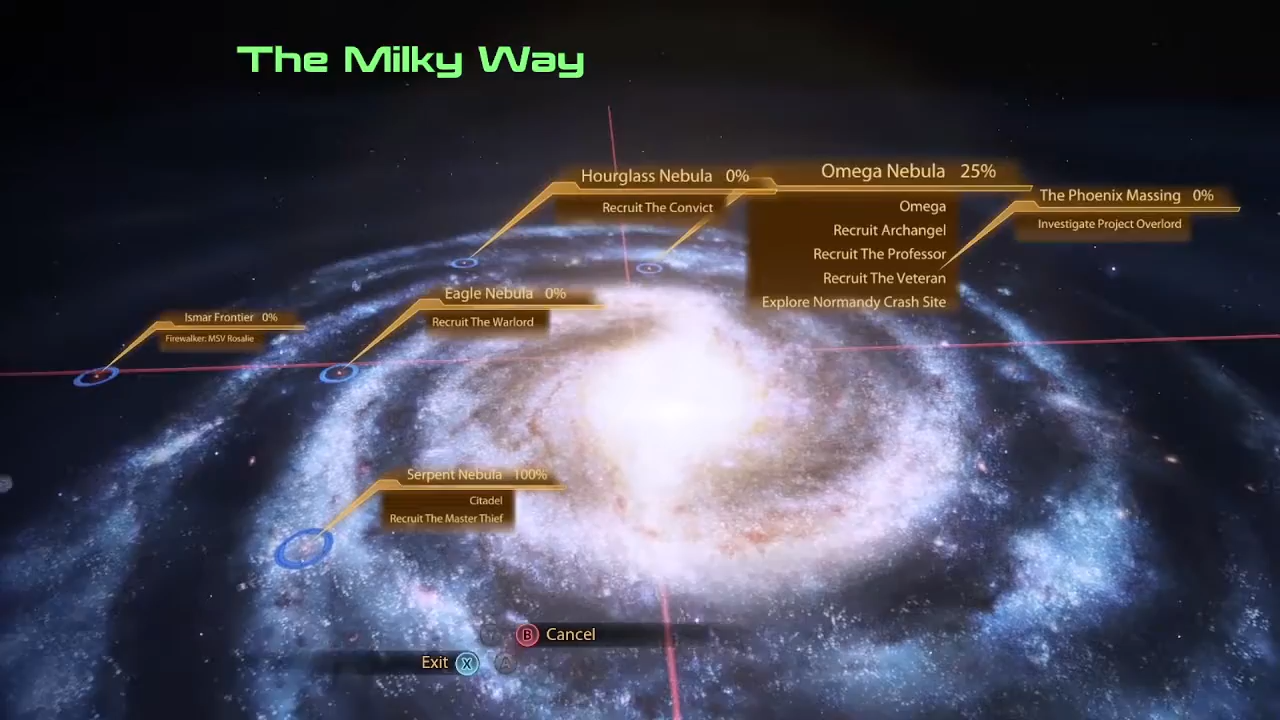 The Milky Way
Hourglass Nebula 0%
Recruit The Convict
Omega Nebula 25%
Omega
Recruit Archangel
Recruit The Professor
Recruit The Veteran
Explore Normandy Crash Site
The Phoenix Massing 0%
Investigate Project Overlord
Eagle Nebula 0%
Recruit The Warlord
Ismar Frontier 0%
Firewalker: MSV Rosalie
Serpent Nebula 100%
Citadel
Recruit The Master Thief
Y B Cancel
Exit X A